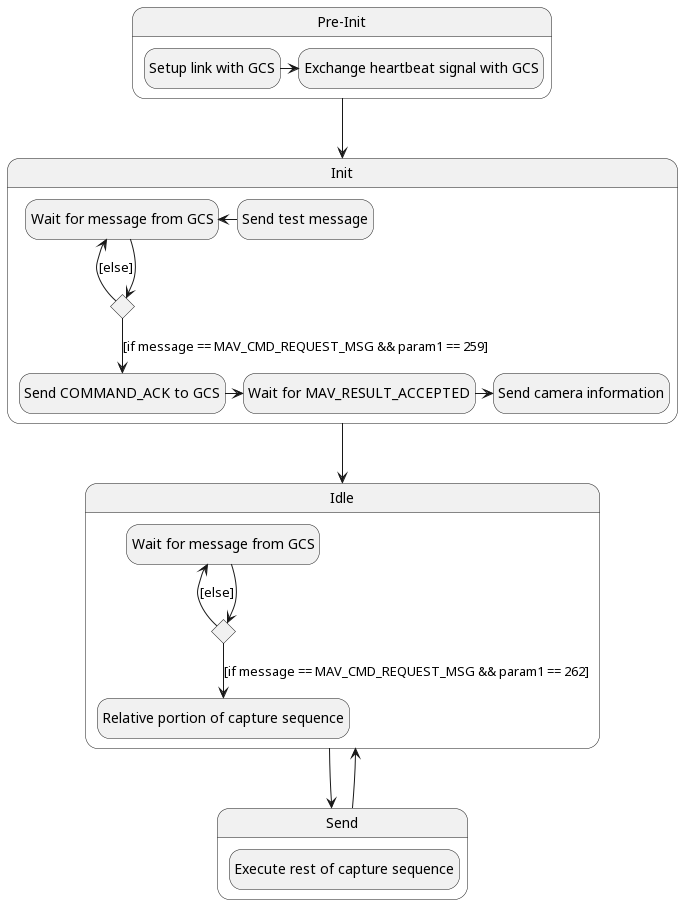 Pre-Init
Setup link with GCS
Exchange heartbeat signal with GCS
Init
Wait for message from GCS
Send test message
[else]
[if message == MAV_CMD_REQUEST_MSG && param1 == 259]
Send COMMAND_ACK to GCS
Wait for MAV_RESULT_ACCEPTED
Send camera information
Idle
Wait for message from GCS
[else]
[if message == MAV_CMD_REQUEST_MSG && param1 == 262]
Relative portion of capture sequence
Send
Execute rest of capture sequence